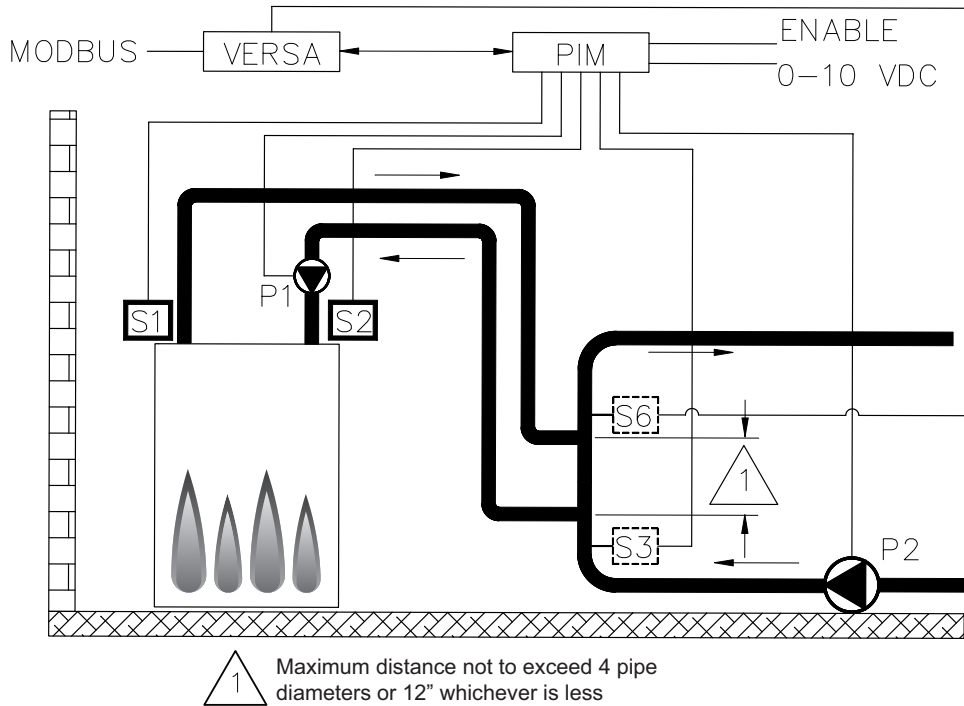 MODBUS
VERSA
PIM
ENABLE
0-10 VDC
P1
S1
S2
S6
1
S3
P2
1
Maximum distance not to exceed 4 pipe
diameters or 12” whichever is less